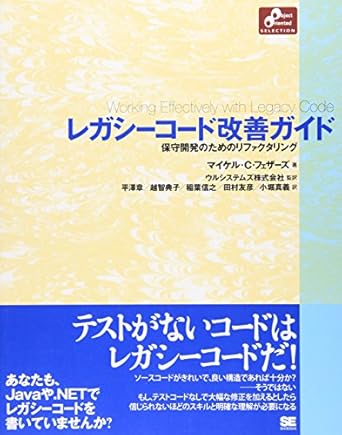 Object
Oriented
SELECTION
Working Effectively with Legacy Code
レガシーコード改善ガイド
保守開発のためのリファクタリング
マイケル・C・フェザーズ 著
ウルシステムズ株式会社 監訳
平澤章/越智典子/稲葉信之/田村友彦/小堀真義 訳
テストがないコードは
レガシーコードだ!
ソースコードがきれいで、良い構造であれば十分か?
――そうではない
もし、テストコードなしで大幅な修正を加えるとしたら
信じられないほどのスキルと明確な理解が必要になる
あなたも、
Javaや.NETで
レガシーコードを
書いていませんか?
SE
SHOEISHA